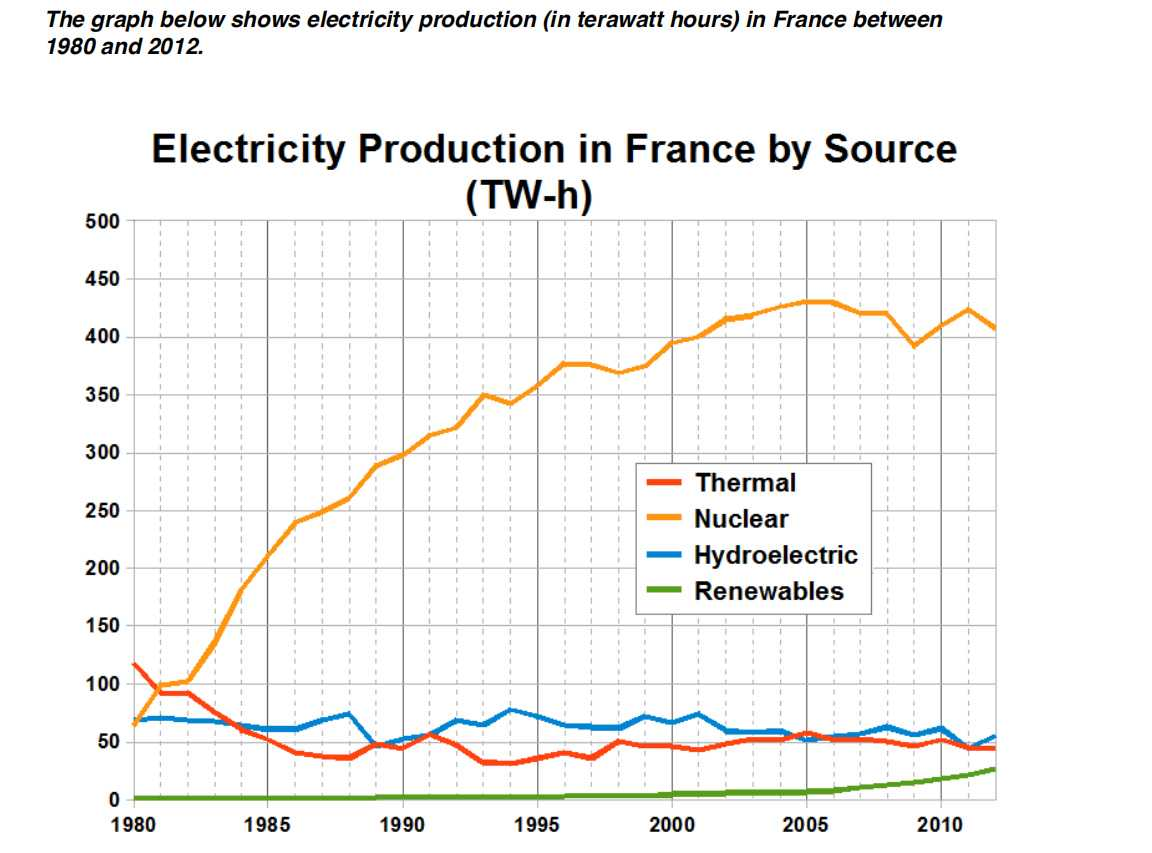 The graph below shows electricity production (in terawatt hours) in France between
1980 and 2012.
Electricity Production in France by Source
(TW-h)
500
450
400
350
300
250
200
150
100
50
0
Thermal
Nuclear
Hydroelectric
Renewables
1980 1985 1990 1995 2000 2005 2010